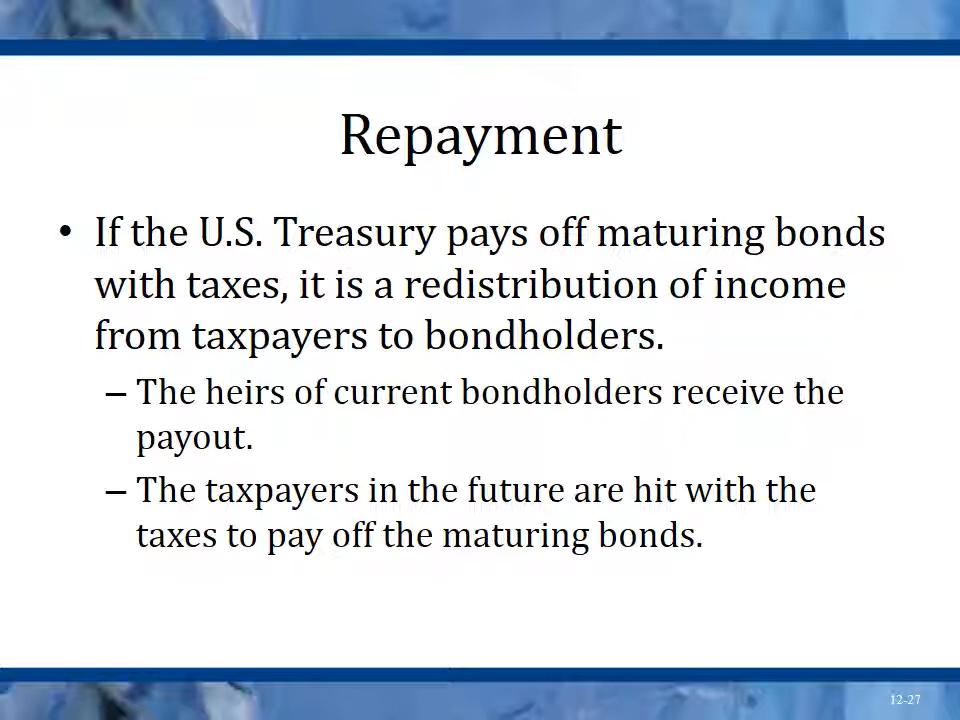 Repayment
• If the U.S. Treasury pays off maturing bonds
with taxes, it is a redistribution of income
from taxpayers to bondholders.
– The heirs of current bondholders receive the
payout.
– The taxpayers in the future are hit with the
taxes to pay off the maturing bonds.
12-27